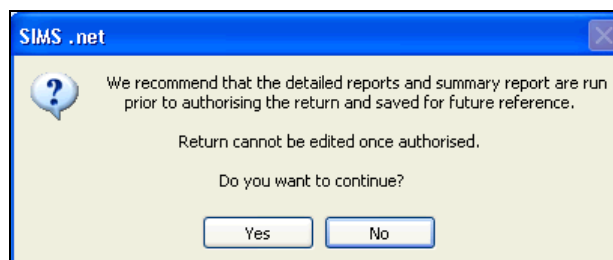 SIMS .net
We recommend that the detailed reports and summary report are run
prior to authorising the return and saved for future reference.
Return cannot be edited once authorised.
Do you want to continue?
Yes No